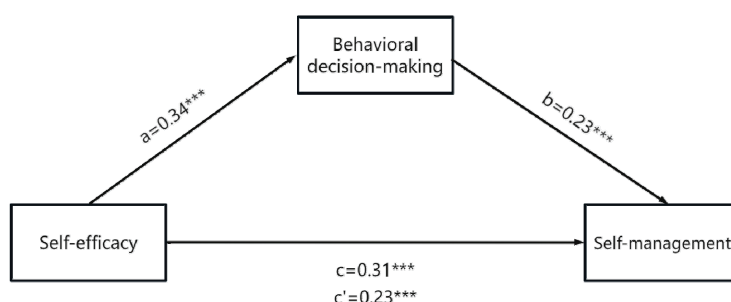 Behavioral
decision-making
a=0.34***
b=0.23***
Self-efficacy
Self-management
c=0.31***
c'=0.23***